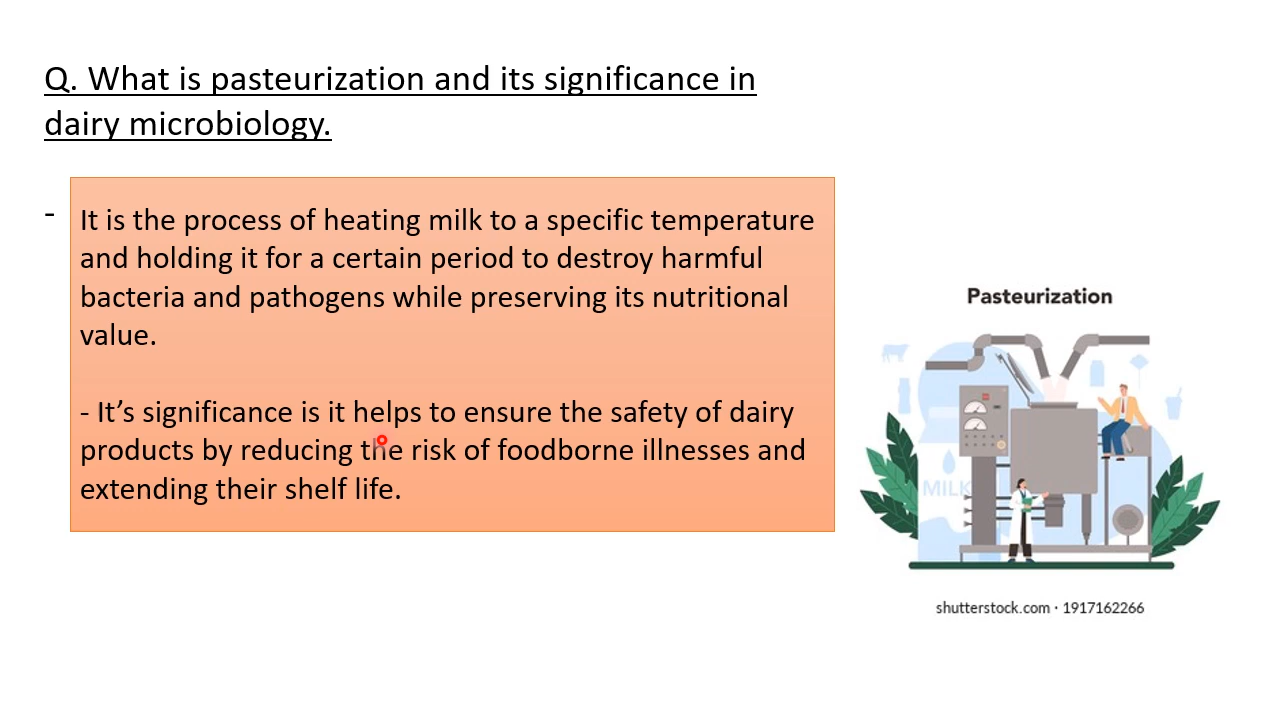 Q. What is pasteurization and its significance in
dairy microbiology.
- It is the process of heating milk to a specific temperature
and holding it for a certain period to destroy harmful
bacteria and pathogens while preserving its nutritional
value.
- It’s significance is it helps to ensure the safety of dairy
products by reducing the risk of foodborne illnesses and
extending their shelf life.
Pasteurization
MILK
shutterstock.com · 1917162266